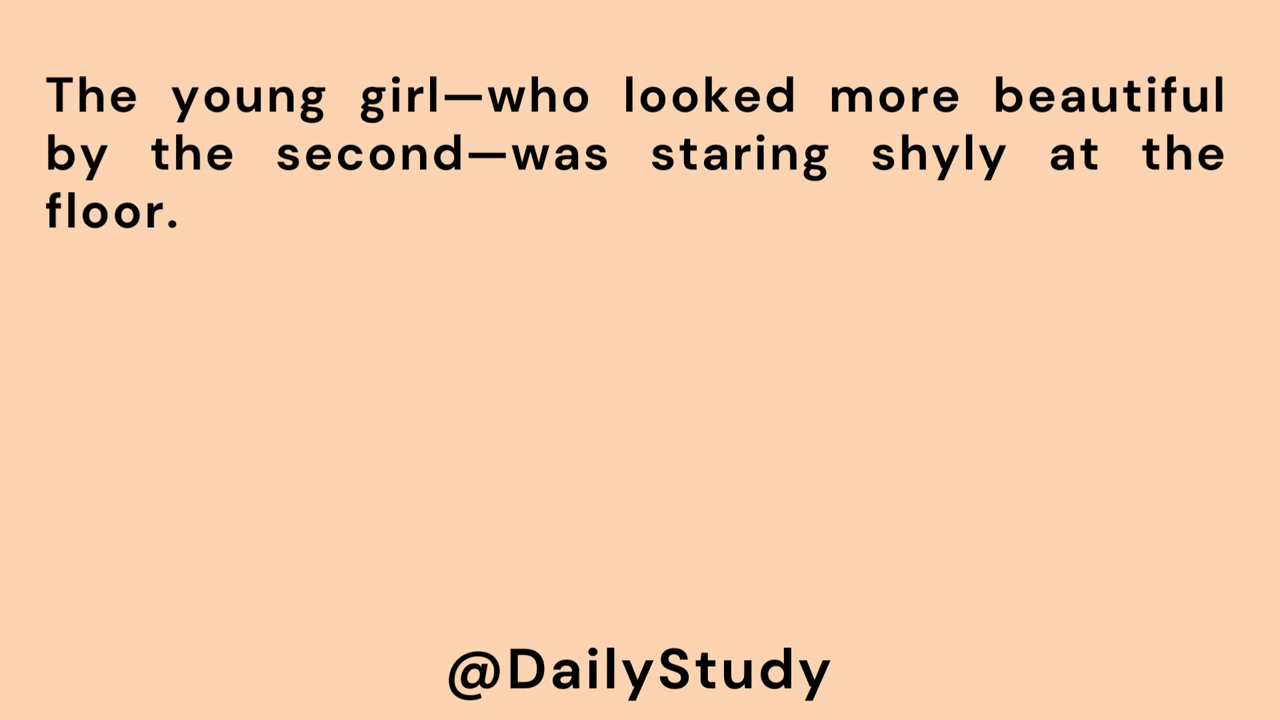 The young girl—who looked more beautiful
by the second—was staring shyly at the
floor.
@DailyStudy